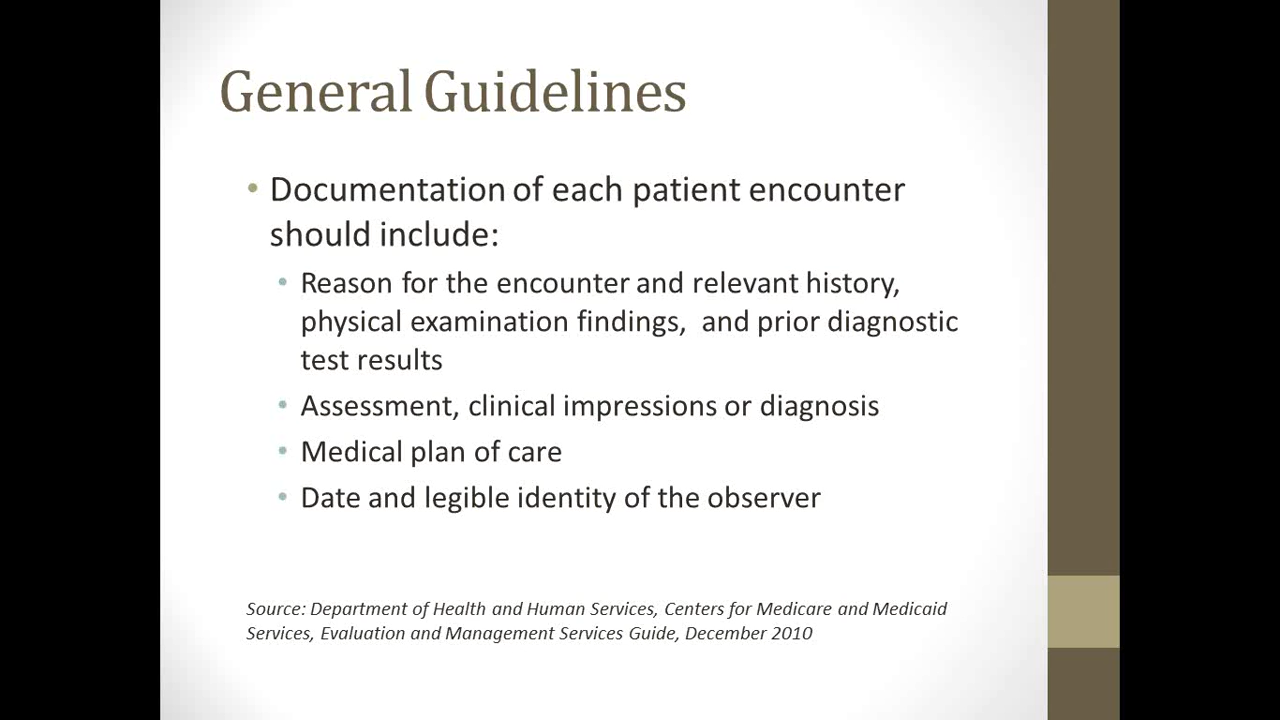 General Guidelines
• Documentation of each patient encounter
should include:
• Reason for the encounter and relevant history,
physical examination findings,  and prior diagnostic
test results
• Assessment, clinical impressions or diagnosis
• Medical plan of care
• Date and legible identity of the observer
Source: Department of Health and Human Services, Centers for Medicare and Medicaid
Services, Evaluation and Management Services Guide, December 2010